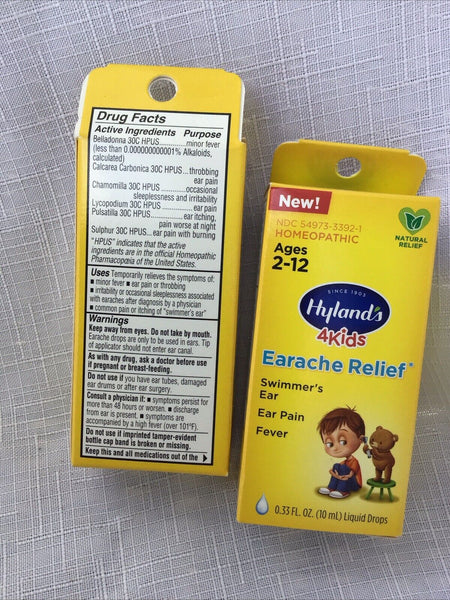 Drug Facts
Active Ingredients Purpose
Belladonna 30C HPUS..............minor fever
(less than 0.000000000001% Alkaloids,
calculated)
Calcarea Carbonica 30C HPUS...throbbing
ear pain
Chamomilla 30C HPUS..........occasional
sleeplessness and irritability
Lycopodium 30C HPUS..............ear pain
Pulsatilla 30C HPUS............ear itching,
pain worse at night
Sulphur 30C HPUS...ear pain with burning
"HPUS" indicates that the active
ingredients are in the official Homeopathic
Pharmacopœia of the United States.
Uses Temporarily relieves the symptoms of:
■ minor fever ■ ear pain or throbbing
■ irritability or occasional sleeplessness associated
with earaches after diagnosis by a physician
■ common pain or itching of "swimmer's ear"
Warnings
Keep away from eyes. Do not take by mouth.
Earache drops are only to be used in ears. Tip
of applicator should not enter ear canal.
As with any drug, ask a doctor before use
if pregnant or breast-feeding.
Do not use if you have ear tubes, damaged
ear drums or after ear surgery.
Consult a physician if: ■ symptoms persist for
more than 48 hours or worsen. ■ discharge
from ear is present. ■ symptoms are
accompanied by a high fever (over 101°F).
Do not use if imprinted tamper-evident
bottle cap band is broken or missing.
Keep this and all medications out of the ▶
New!
NDC 54973-3392-1
HOMEOPATHIC
Ages
2-12
NATURAL
RELIEF
SINCE 1903
Hyland's
4Kids
Earache Relief*
Swimmer's
Ear
Ear Pain
Fever
0.33 FL. OZ. (10 mL) Liquid Drops